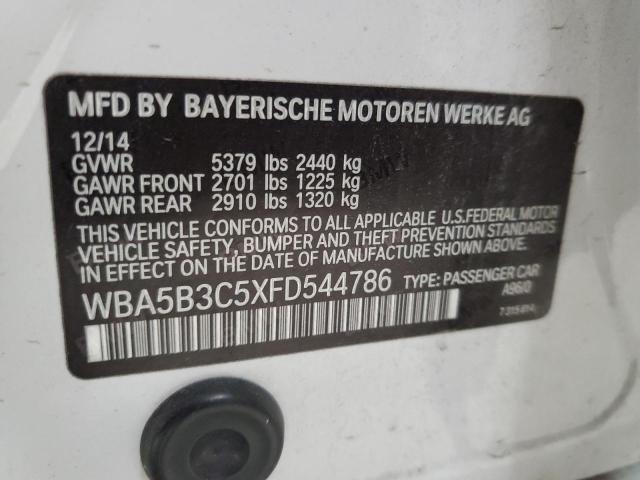 MFD BY BAYERISCHE MOTOREN WERKE AG
12/14
GVWR 5379 lbs 2440 kg
GAWR FRONT 2701 lbs 1225 kg
GAWR REAR 2910 lbs 1320 kg
THIS VEHICLE CONFORMS TO ALL APPLICABLE U.S.FEDERAL MOTOR
VEHICLE SAFETY, BUMPER AND THEFT PREVENTION STANDARDS
IN EFFECT ON THE DATE OF MANUFACTURE SHOWN ABOVE.
WBA5B3C5XFD544786 TYPE: PASSENGER CAR
A96/0